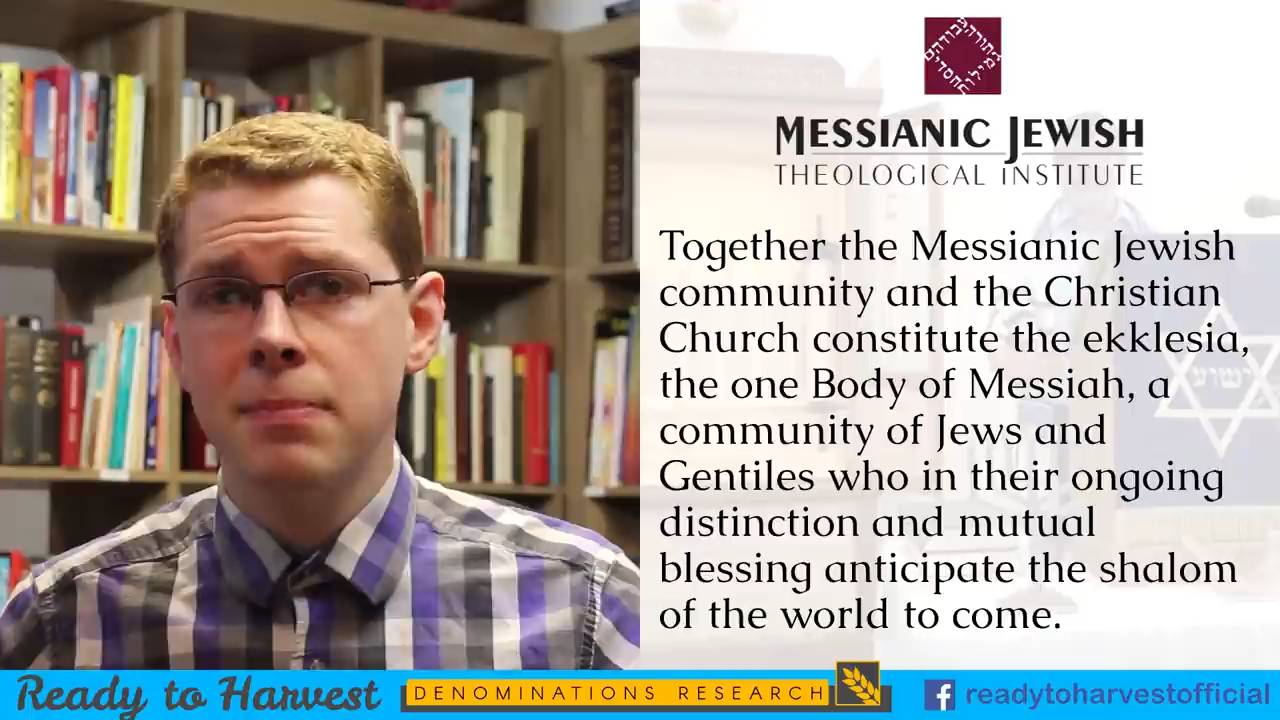 MESSIANIC JEWISH
THEOLOGICAL INSTITUTE
Together the Messianic Jewish
community and the Christian
Church constitute the ekklesia,
the one Body of Messiah, a
community of Jews and
Gentiles who in their ongoing
distinction and mutual
blessing anticipate the shalom
of the world to come.
ישוע
Ready to Harvest
DENOMINATIONS RESEARCH
readytoharvestofficial